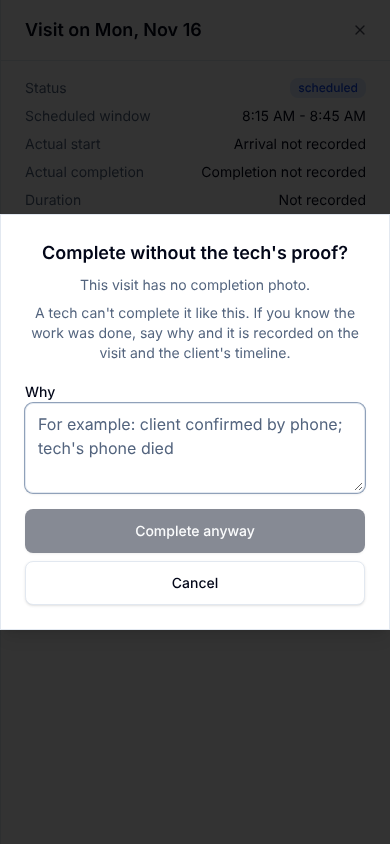 Visit on Mon, Nov 16
Status
scheduled
Scheduled window
8:15 AM - 8:45 AM
Actual start
Arrival not recorded
Actual completion
Completion not recorded
Duration
Not recorded
Complete without the tech's proof?
This visit has no completion photo.
A tech can't complete it like this. If you know the
work was done, say why and it is recorded on the
visit and the client's timeline.
Why
For example: client confirmed by phone;
tech's phone died
Complete anyway
Cancel